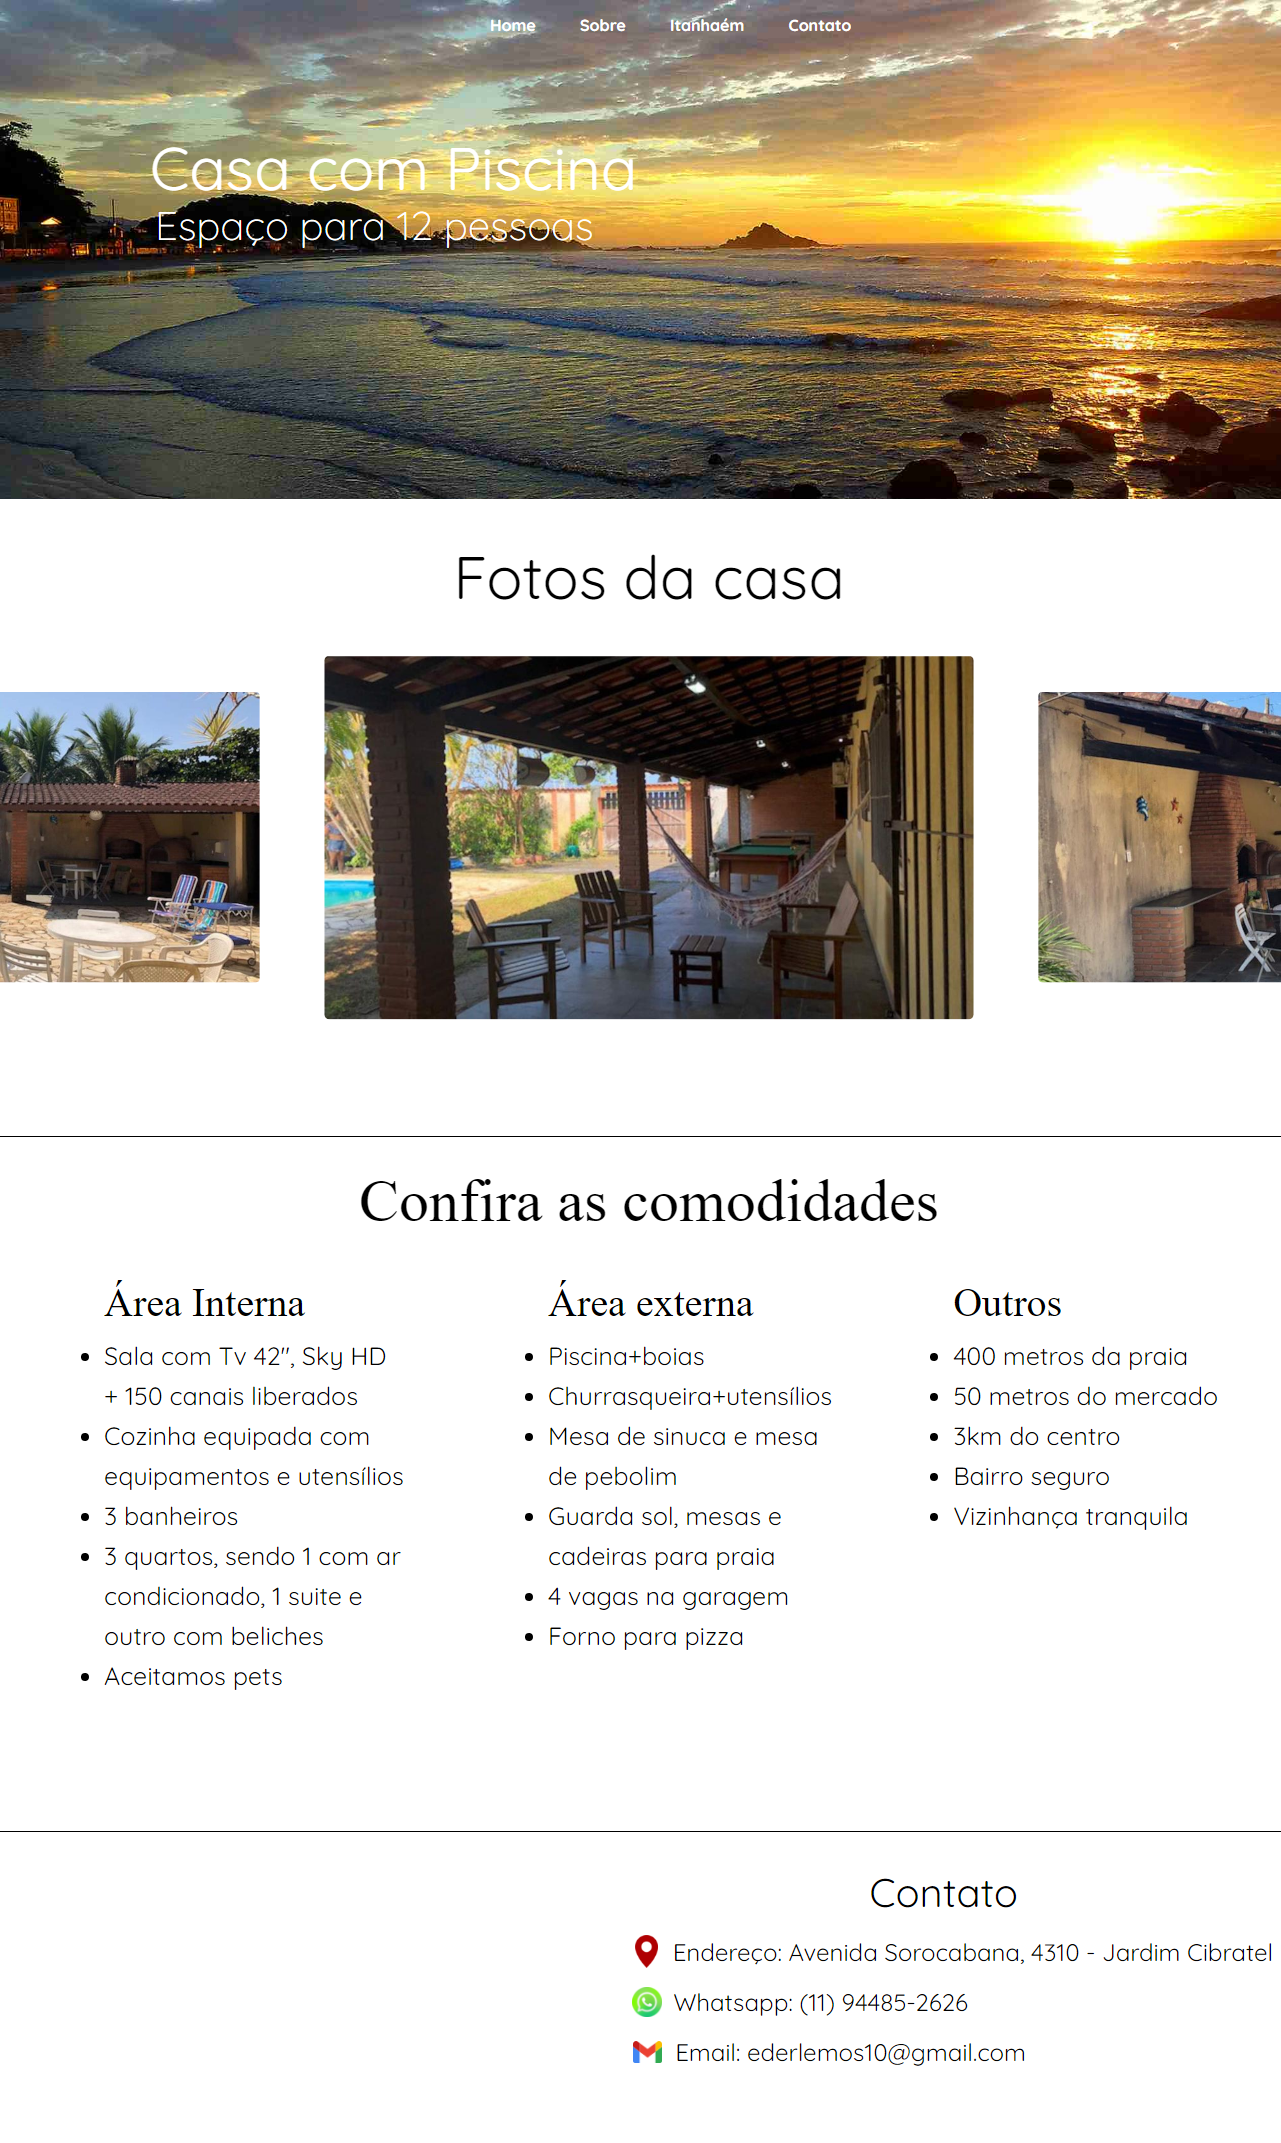 Home Sobre Itanhaém Contato
Casa com Piscina
Espaço para 12 pessoas
Fotos da casa
Confira as comodidades
Área Interna
Sala com Tv 42", Sky HD
+ 150 canais liberados
Cozinha equipada com
equipamentos e utensílios
3 banheiros
3 quartos, sendo 1 com ar
condicionado, 1 suite e
outro com beliches
Aceitamos pets
Área externa
Piscina+boias
Churrasqueira+utensílios
Mesa de sinuca e mesa
de pebolim
Guarda sol, mesas e
cadeiras para praia
4 vagas na garagem
Forno para pizza
Outros
400 metros da praia
50 metros do mercado
3km do centro
Bairro seguro
Vizinhança tranquila
Contato
Endereço: Avenida Sorocabana, 4310 - Jardim Cibratel
Whatsapp: (11) 94485-2626
Email: ederlemos10@gmail.com